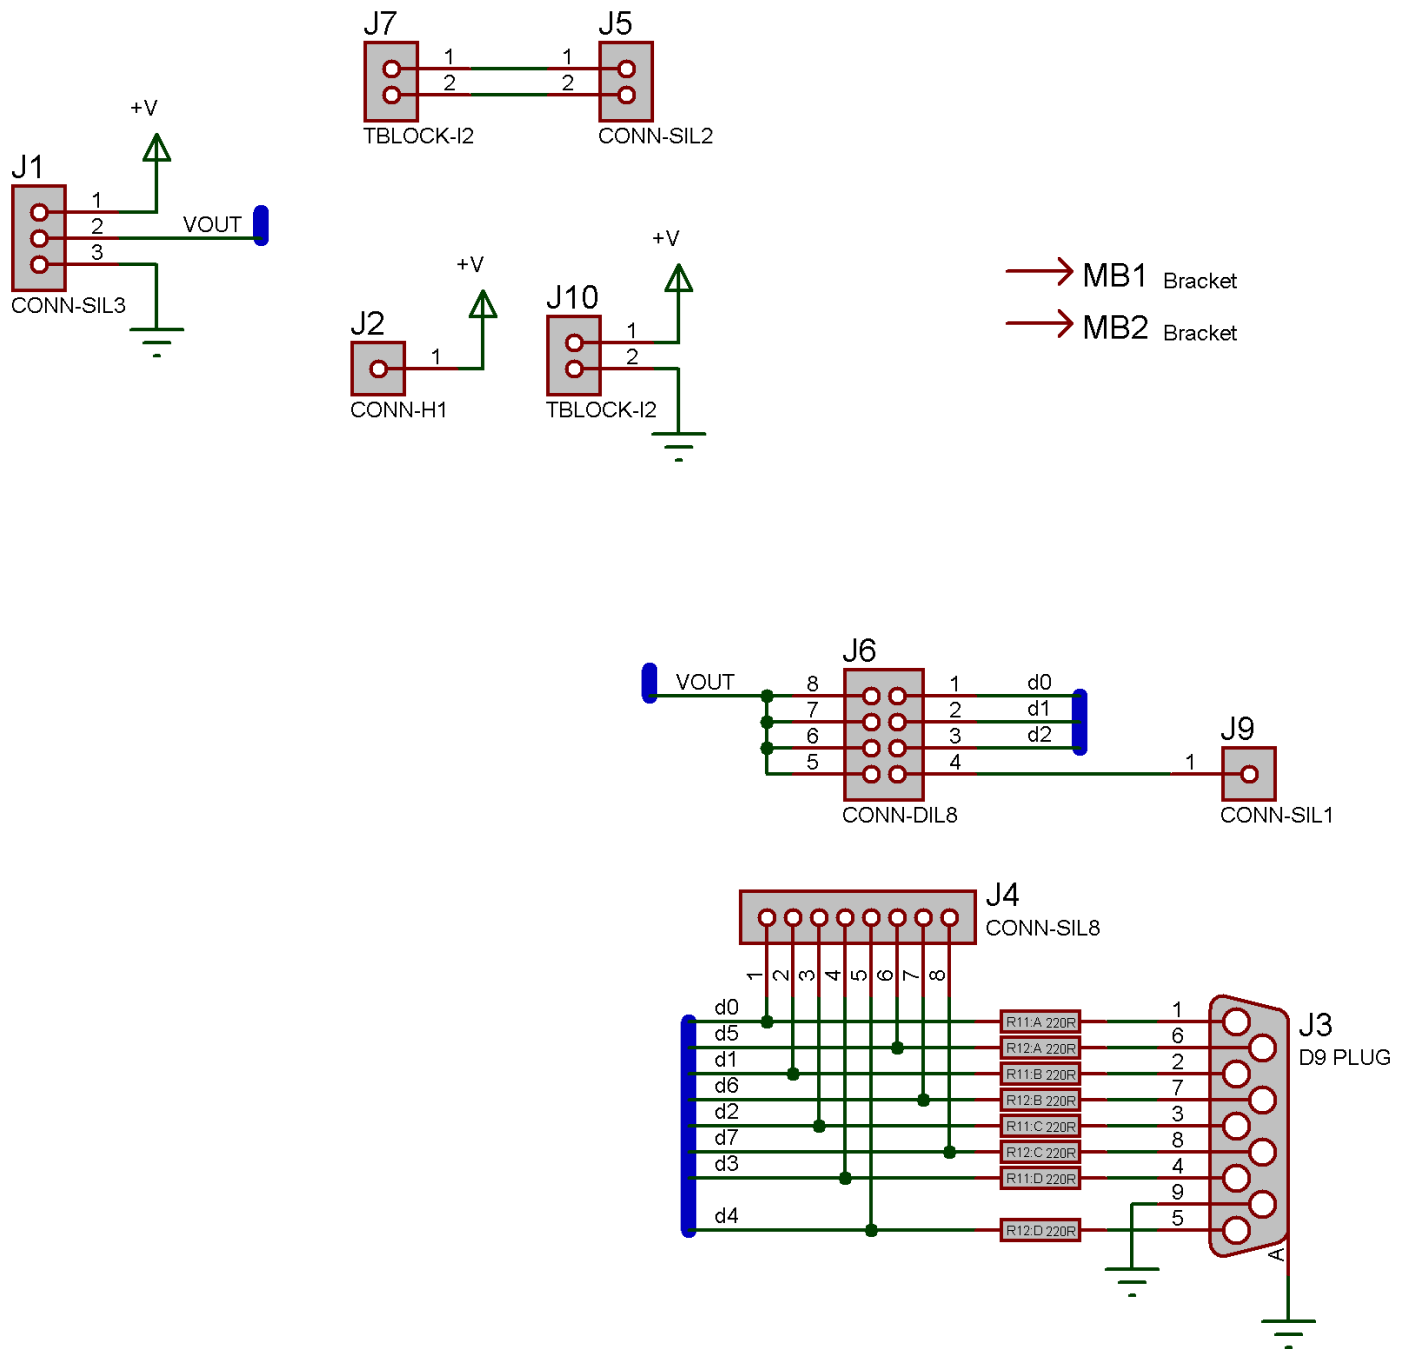 J7
1
2
TBLOCK-I2
J5
1
2
CONN-SIL2
+V
J1
1
2
3
VOUT
CONN-SIL3
+V
J2
1
CONN-H1
+V
J10
1
2
TBLOCK-I2
MB1 Bracket
MB2 Bracket
J6
VOUT
8 1 d0
7 2 d1
6 3 d2
5 4
CONN-DIL8
J9
1
CONN-SIL1
J4
CONN-SIL8
1 2 3 4 5 6 7 8
d0 R11:A 220R 1
d5 R12:A 220R 6
d1 R11:B 220R 2
d6 R12:B 220R 7
d2 R11:C 220R 3
d7 R12:C 220R 8
d3 R11:D 220R 4
9
d4 R12:D 220R 5
J3
D9 PLUG
A